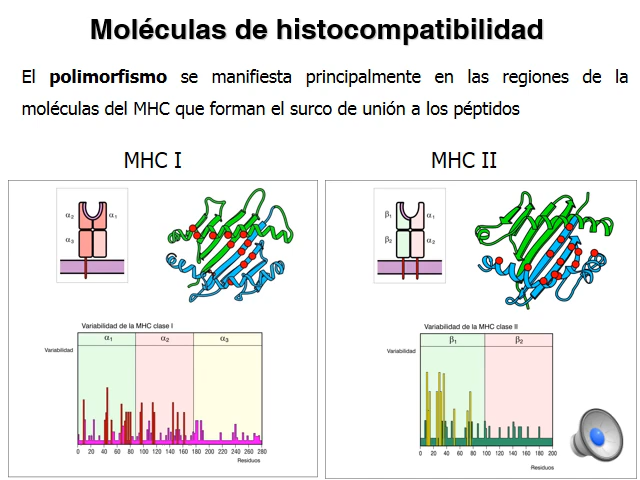 Moléculas de histocompatibilidad
El polimorfismo se manifiesta principalmente en las regiones de la
moléculas del MHC que forman el surco de unión a los péptidos
MHC I
MHC II
α2 α1
α3
β1 α1
β2 α2
Variabilidad de la MHC clase I
α1 α2 α3
Variabilidad
0 20 40 60 80 100 120 140 160 180 200 220 240 260 280
Residuos
Variabilidad de la MHC clase II
β1 β2
Variabilidad
0 20 40 60 80 100 120 140 160 180 200
Residuos